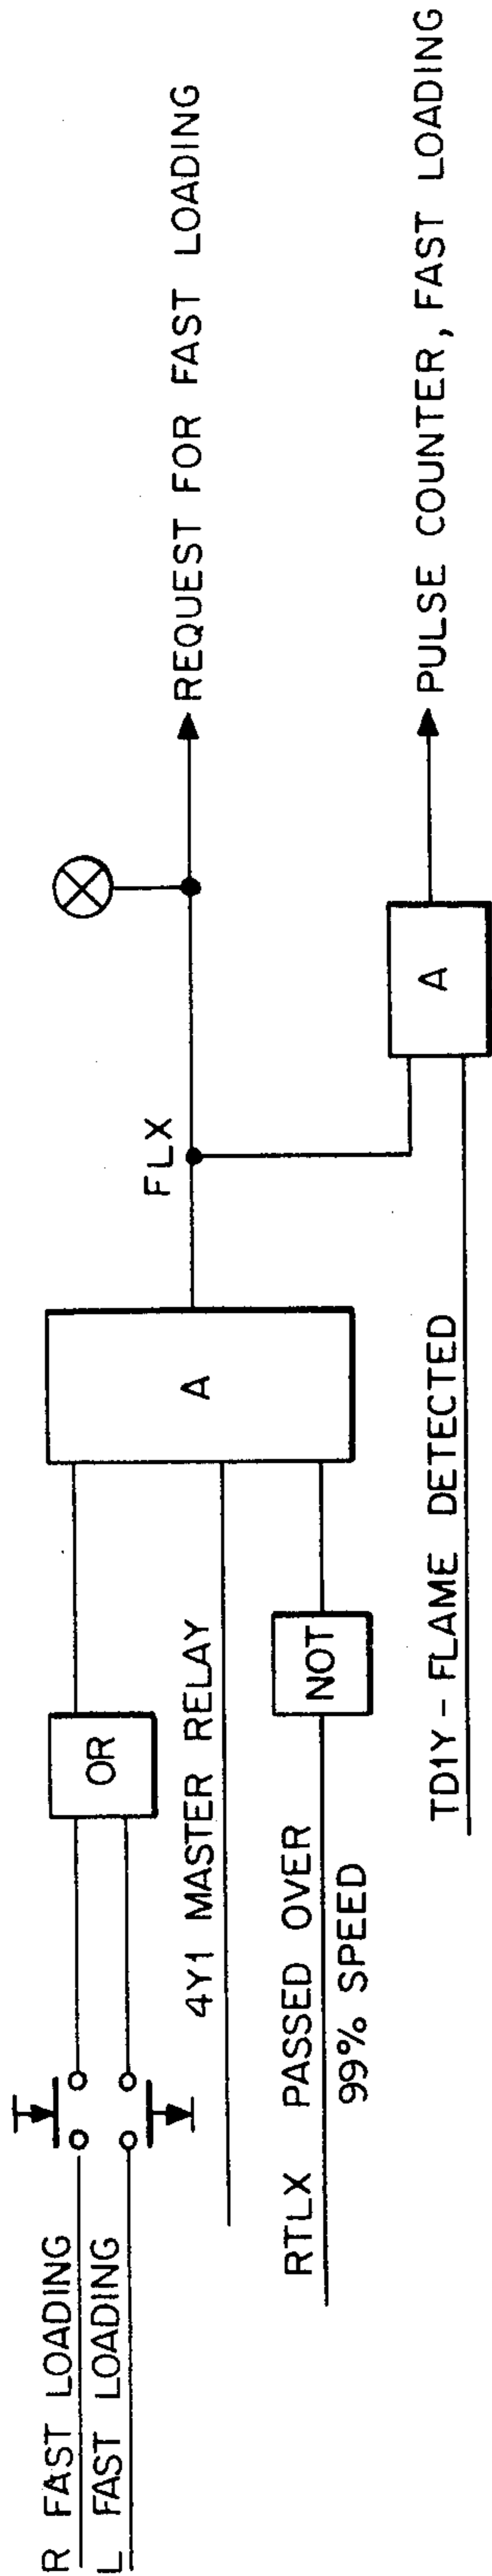 R FAST LOADING
L FAST LOADING
OR
4Y1 MASTER RELAY
RTLX PASSED OVER
99% SPEED
NOT
A
FLX
REQUEST FOR FAST LOADING
TD1Y - FLAME DETECTED
A
PULSE COUNTER, FAST LOADING